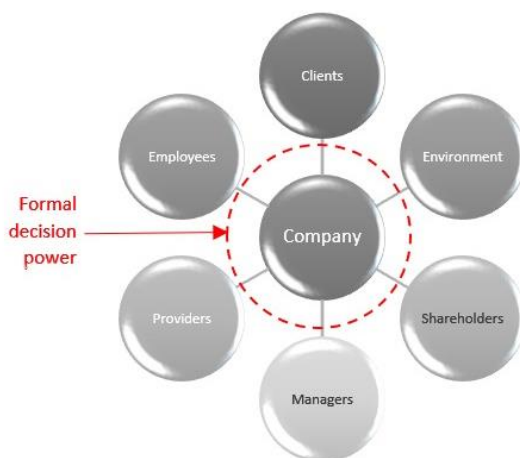 Clients
Employees
Environment
Formal
decision
power
Company
Providers
Shareholders
Managers